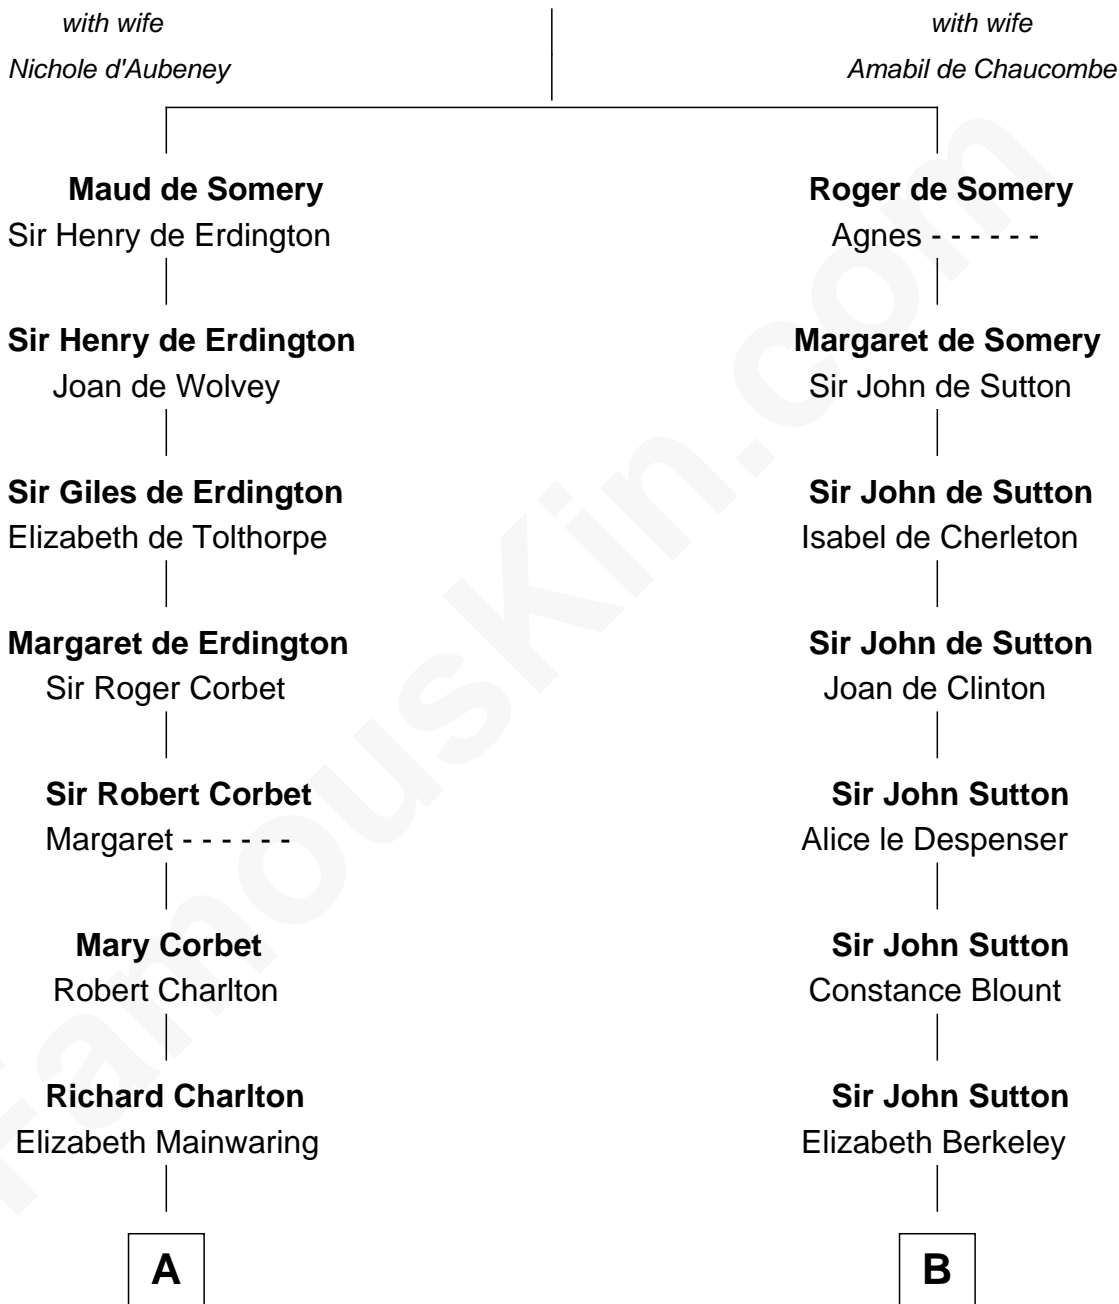 with wife
Nichole d'Aubeney
with wife
Amabil de Chaucombe
Maud de Somery
Sir Henry de Erdington
Roger de Somery
Agnes - - - - - -
Sir Henry de Erdington
Joan de Wolvey
Margaret de Somery
Sir John de Sutton
Sir Giles de Erdington
Elizabeth de Tolthorpe
Sir John de Sutton
Isabel de Cherleton
Margaret de Erdington
Sir Roger Corbet
Sir John de Sutton
Joan de Clinton
Sir Robert Corbet
Margaret - - - - - -
Sir John Sutton
Alice le Despenser
Mary Corbet
Robert Charlton
Sir John Sutton
Constance Blount
Richard Charlton
Elizabeth Mainwaring
Sir John Sutton
Elizabeth Berkeley
A
B
FamousKin.com